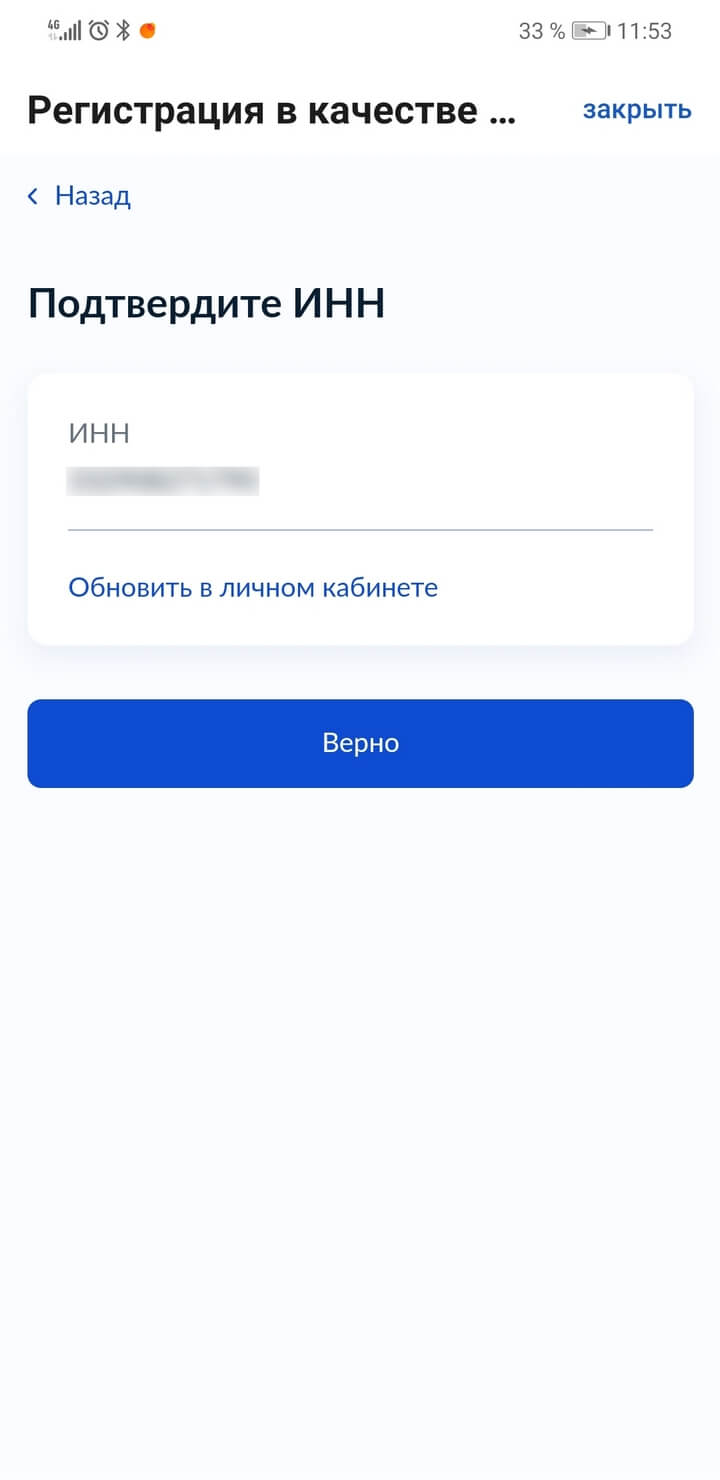 4G 33 % 11:53
Регистрация в качестве ... закрыть
Назад
Подтвердите ИНН
ИНН
Обновить в личном кабинете
Верно